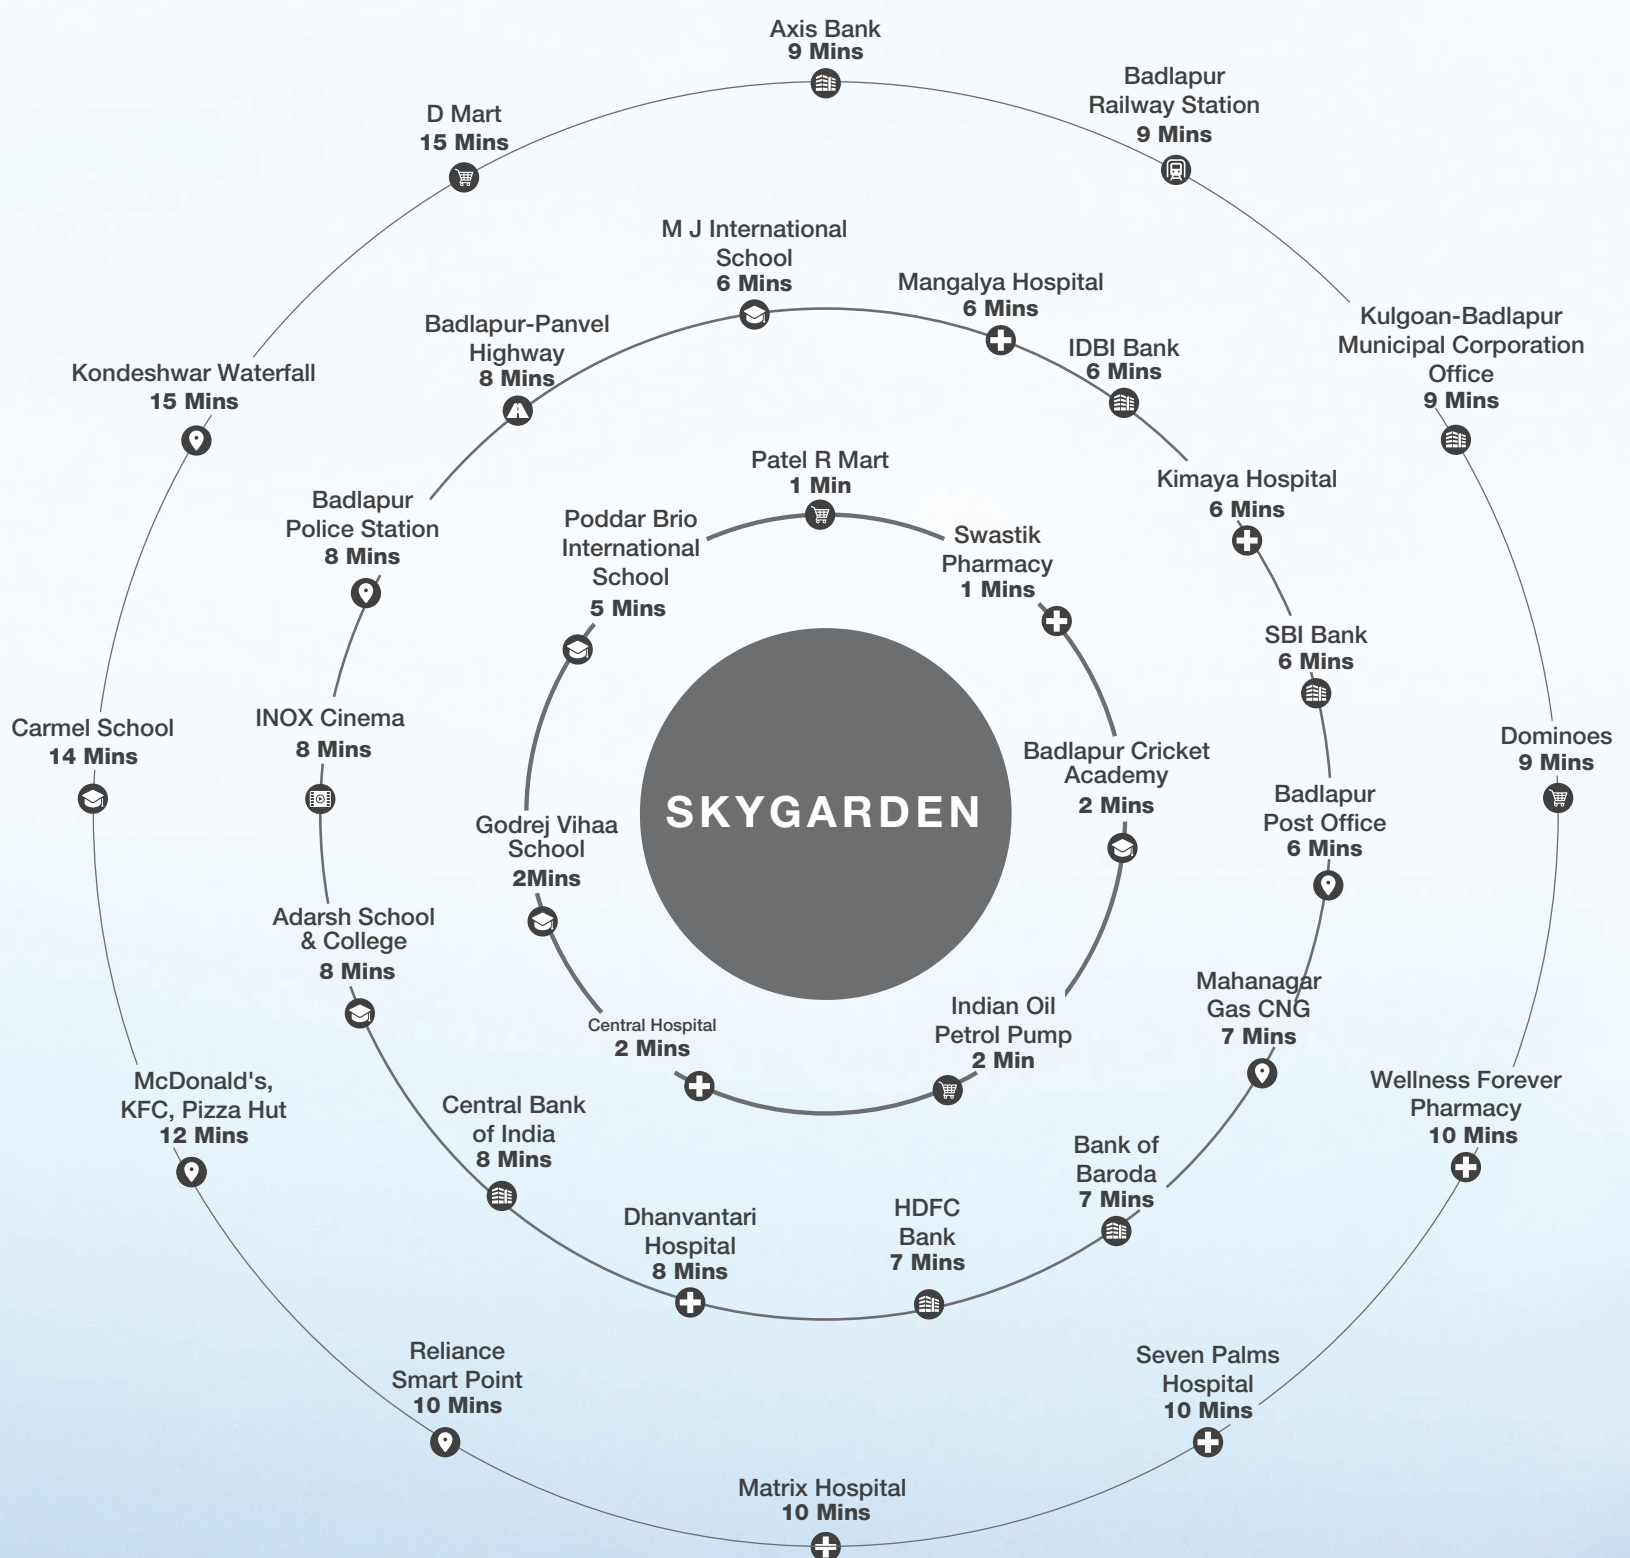 Axis Bank
9 Mins
Badlapur
Railway Station
9 Mins
D Mart
15 Mins
M J International
School
6 Mins
Mangalya Hospital
6 Mins
Badlapur-Panvel
Highway
8 Mins
IDBI Bank
6 Mins
Kulgoan-Badlapur
Municipal Corporation
Office
9 Mins
Kondeshwar Waterfall
15 Mins
Patel R Mart
1 Min
Kimaya Hospital
6 Mins
Badlapur
Police Station
8 Mins
Poddar Brio
International
School
5 Mins
Swastik
Pharmacy
1 Mins
SBI Bank
6 Mins
INOX Cinema
8 Mins
Carmel School
14 Mins
Badlapur Cricket
Academy
2 Mins
Dominoes
9 Mins
SKYGARDEN
Badlapur
Post Office
6 Mins
Godrej Vihaa
School
2Mins
Adarsh School
& College
8 Mins
Mahanagar
Gas CNG
7 Mins
Indian Oil
Petrol Pump
2 Min
Central Hospital
2 Mins
McDonald's,
KFC, Pizza Hut
12 Mins
Wellness Forever
Pharmacy
10 Mins
Central Bank
of India
8 Mins
Bank of
Baroda
7 Mins
Dhanvantari
Hospital
8 Mins
HDFC
Bank
7 Mins
Reliance
Smart Point
10 Mins
Seven Palms
Hospital
10 Mins
Matrix Hospital
10 Mins